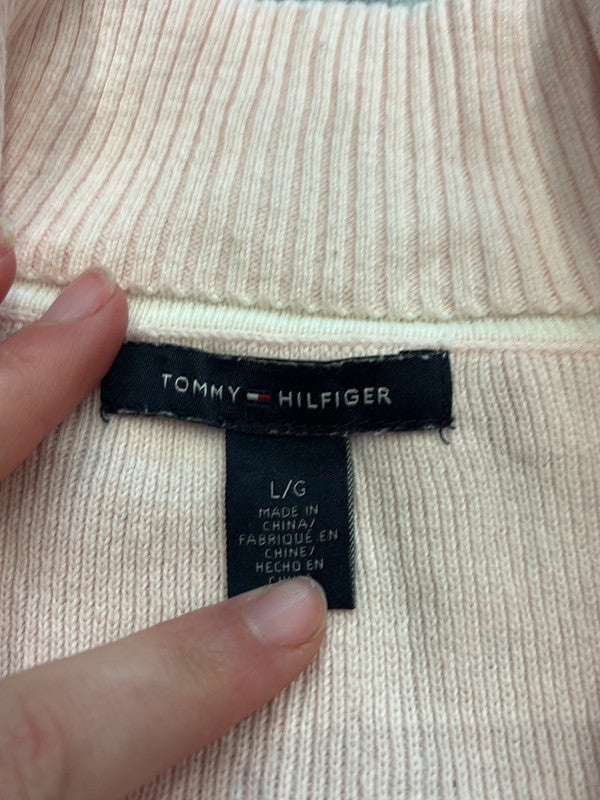 TOMMY HILFIGER
L/G
MADE IN
CHINA/
FABRIQUÉ EN
CHINE/
HECHO EN